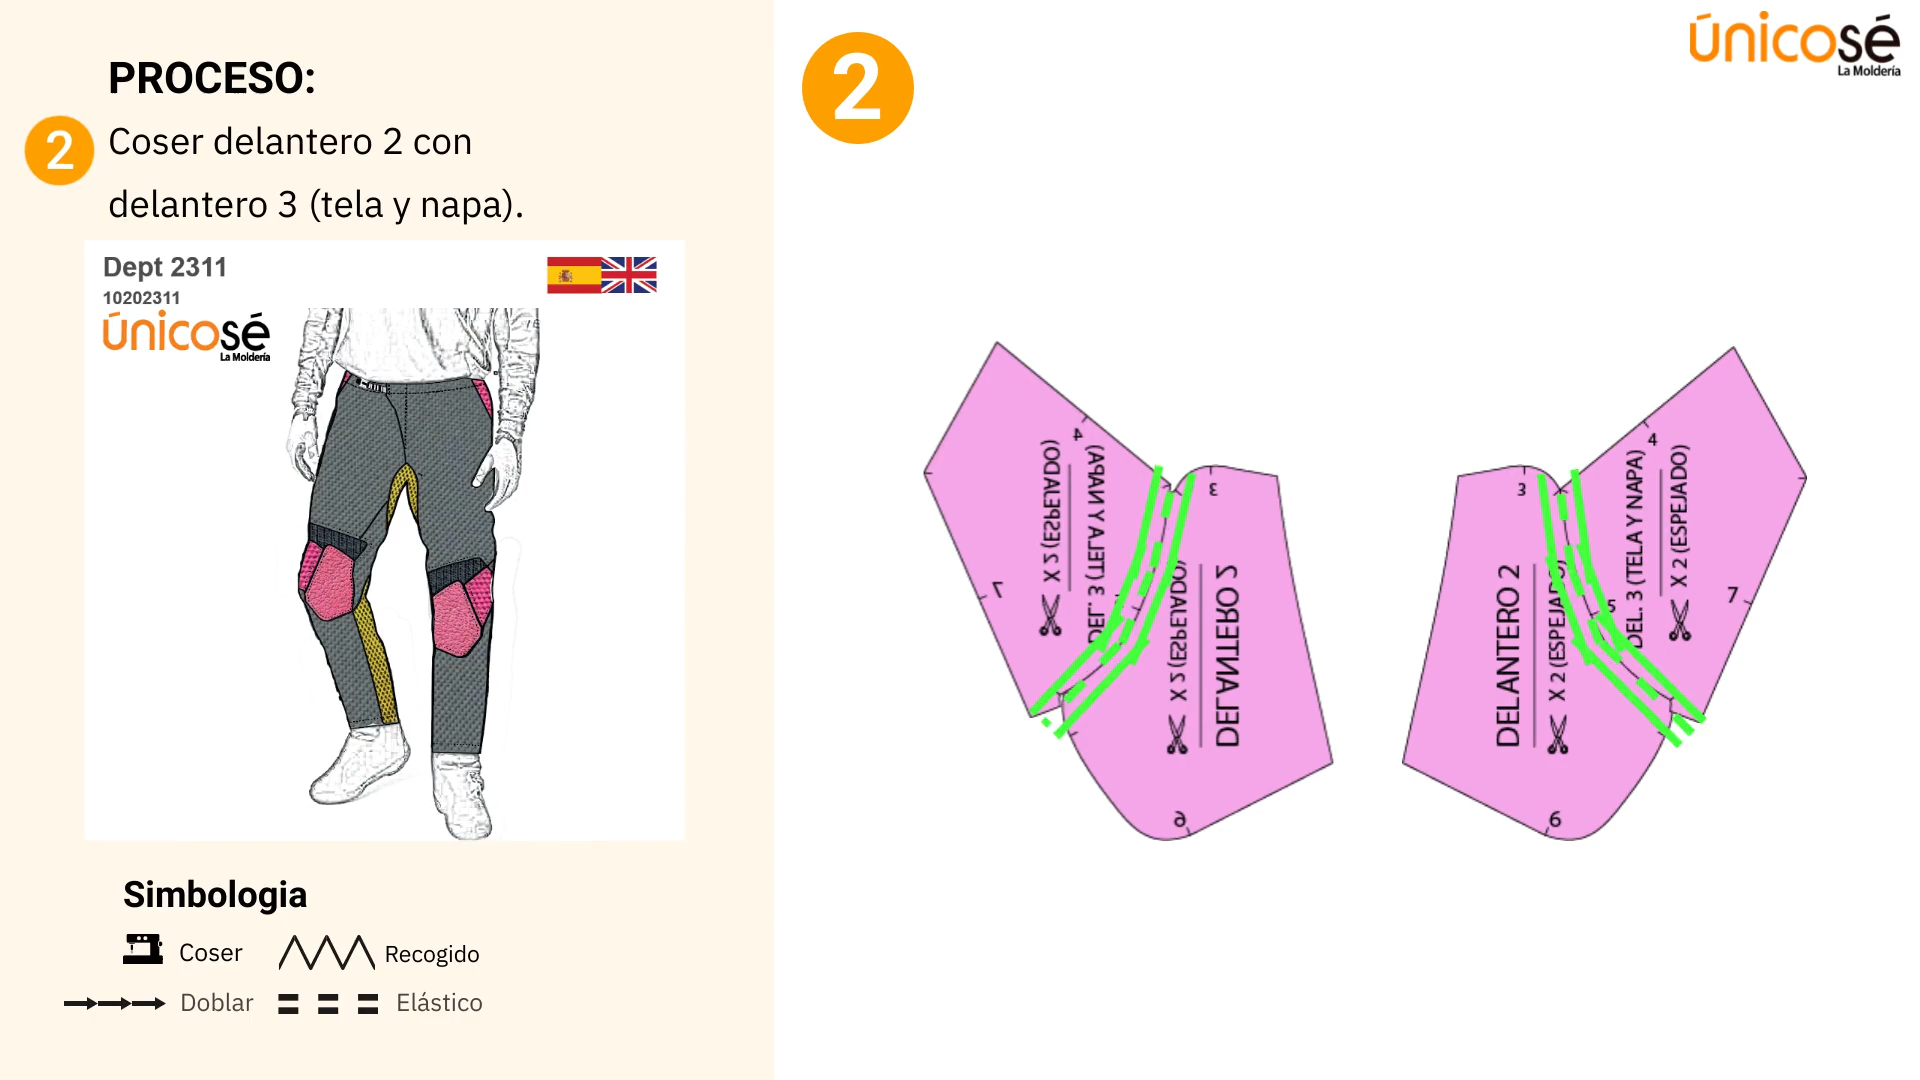 PROCESO:
2
Coser delantero 2 con
delantero 3 (tela y napa).
Dept 2311
10202311
únicosé
La Moldería
Simbologia
Coser
Recogido
Doblar
Elástico
2
únicosé
La Moldería
4
X 2 (ESPEJADO)
DEL. 3 (TELA Y NAPA)
7
3
X 2 (ESPEJADO)
DELANTERO 2
6
3
DELANTERO 2
X 2 (ESPEJADO)
6
4
5
DEL. 3 (TELA Y NAPA)
X 2 (ESPEJADO)
7